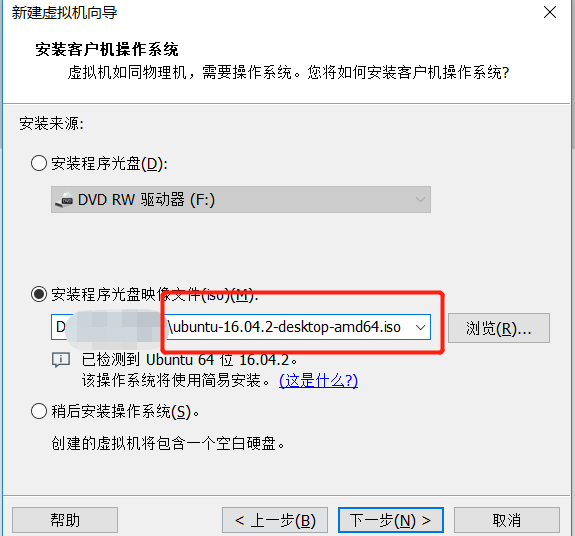 新建虚拟机向导
安装客户机操作系统
虚拟机如同物理机，需要操作系统。您将如何安装客户机操作系统?
安装来源:
安装程序光盘(D):
DVD RW 驱动器 (F:)
安装程序光盘映像文件(iso)(M):
D \ubuntu-16.04.2-desktop-amd64.iso
浏览(R)...
已检测到 Ubuntu 64 位 16.04.2。
该操作系统将使用简易安装。 (这是什么?)
稍后安装操作系统(S)。
创建的虚拟机将包含一个空白硬盘。
帮助
< 上一步(B)
下一步(N) >
取消